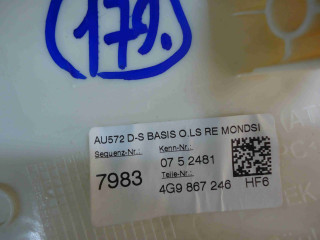 179.
AU572 D-S BASIS O.LS RE MONDSI
Sequenz-Nr.: Kenn-Nr.:
7983 07 5 2481
Teile-Nr.:
4G9 867 246 HF6